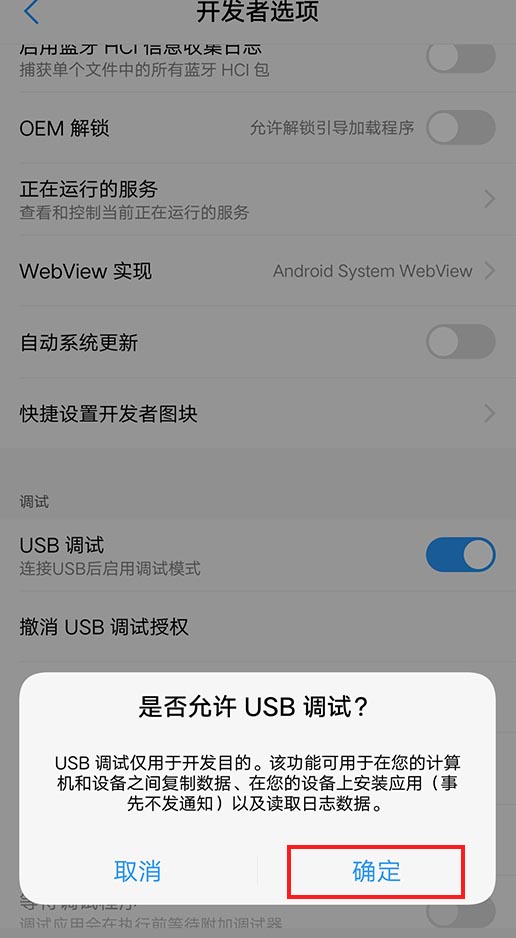 开发者选项
启用蓝牙 HCI 信息收集日志
捕获单个文件中的所有蓝牙 HCI 包
OEM 解锁
允许解锁引导加载程序
正在运行的服务
查看和控制当前正在运行的服务
WebView 实现
Android System WebView
自动系统更新
快捷设置开发者图块
调试
USB 调试
连接USB后启用调试模式
撤消 USB 调试授权
是否允许 USB 调试？
USB 调试仅用于开发目的。该功能可用于在您的计算
机和设备之间复制数据、在您的设备上安装应用（事
先不发通知）以及读取日志数据。
取消
确定
等待调试程序
调试应用会在执行前等待附加调试器